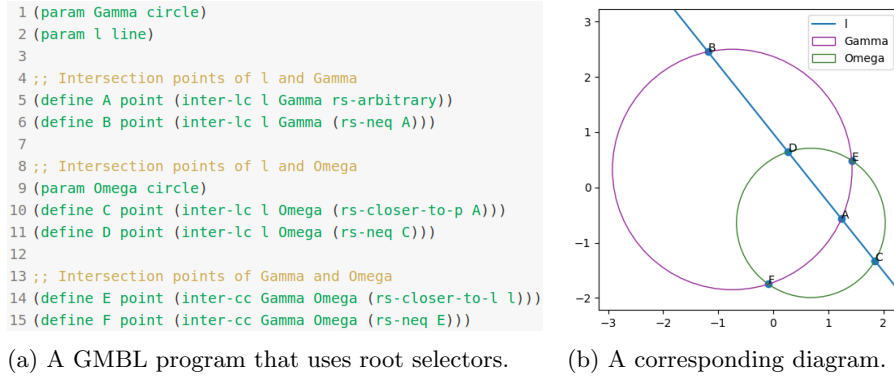 1 (param Gamma circle)
2 (param l line)
3
4 ;; Intersection points of l and Gamma
5 (define A point (inter-lc l Gamma rs-arbitrary))
6 (define B point (inter-lc l Gamma (rs-neq A)))
7
8 ;; Intersection points of l and Omega
9 (param Omega circle)
10 (define C point (inter-lc l Omega (rs-closer-to-p A)))
11 (define D point (inter-lc l Omega (rs-neq C)))
12
13 ;; Intersection points of Gamma and Omega
14 (define E point (inter-cc Gamma Omega (rs-closer-to-l l)))
15 (define F point (inter-cc Gamma Omega (rs-neq E)))
(a) A GMBL program that uses root selectors.
l
Gamma
Omega
3
2
1
0
−1
−2
B
D
E
A
C
F
−3 −2 −1 0 1 2
(b) A corresponding diagram.